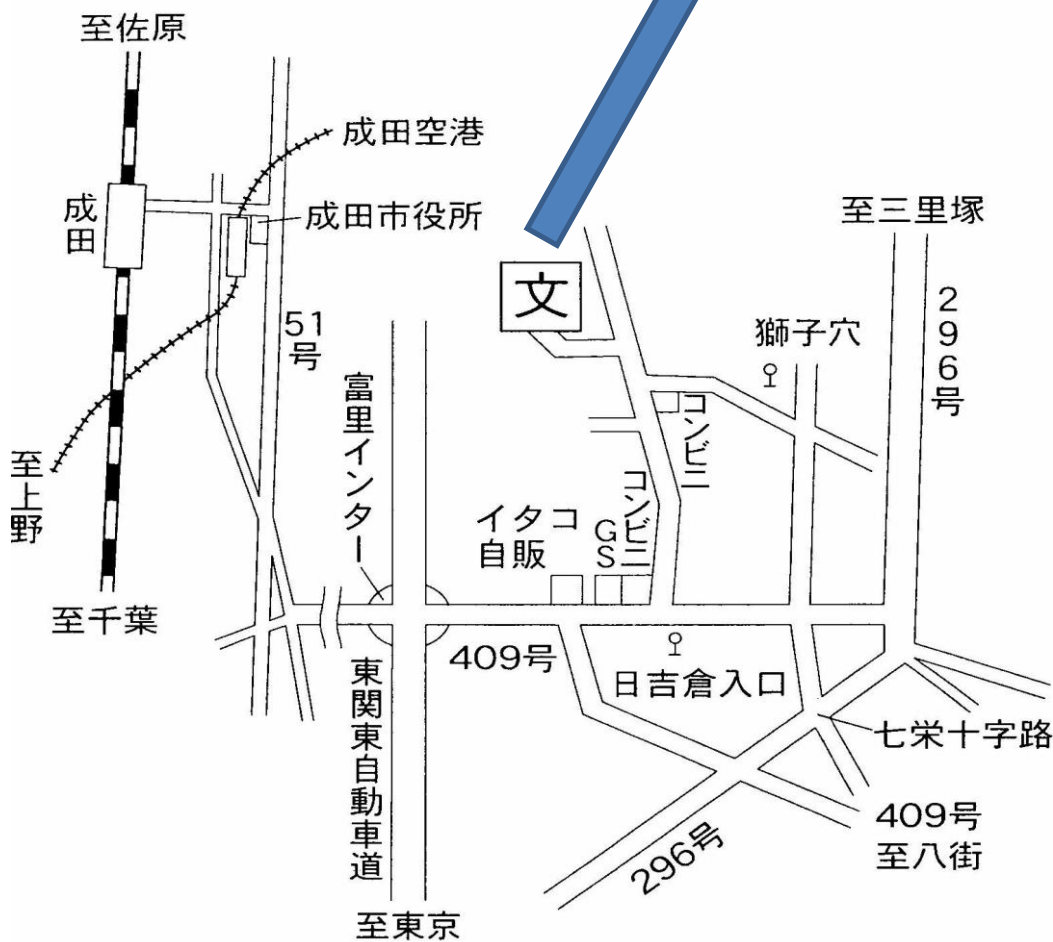 至佐原
成田空港
成田
成田市役所
至三里塚
文
296号
51号
獅子穴
富里インター
コンビニ
至上野
イタコ
自販
GS
コンビニ
至千葉
409号
日吉倉入口
東関東自動車道
七栄十字路
409号
至八街
296号
至東京